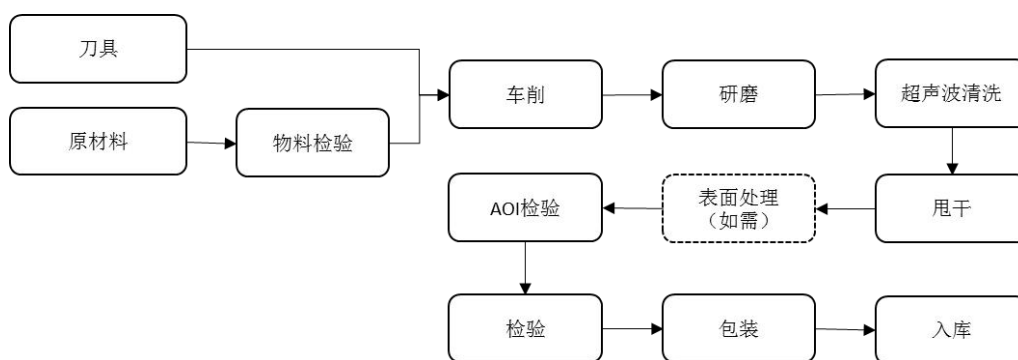 刀具
原材料
物料检验
车削
研磨
超声波清洗
甩干
表面处理
（如需）
AOI检验
检验
包装
入库